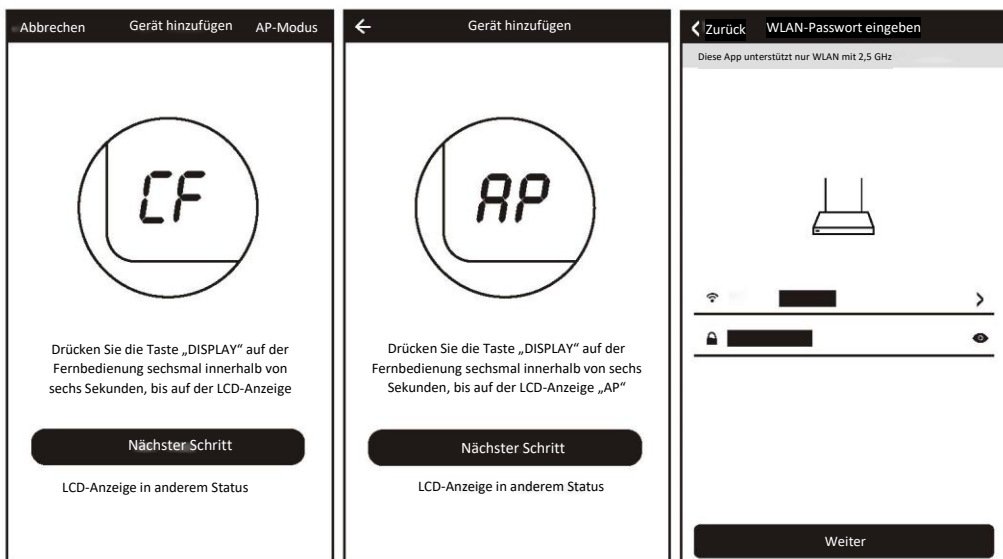 Abbrechen Gerät hinzufügen AP-Modus
CF
Drücken Sie die Taste „DISPLAY" auf der
Fernbedienung sechsmal innerhalb von
sechs Sekunden, bis auf der LCD-Anzeige
Nächster Schritt
LCD-Anzeige in anderem Status
Gerät hinzufügen
AP
Drücken Sie die Taste „DISPLAY" auf der
Fernbedienung sechsmal innerhalb von sechs
Sekunden, bis auf der LCD-Anzeige „AP"
Nächster Schritt
LCD-Anzeige in anderem Status
Zurück WLAN-Passwort eingeben
Diese App unterstützt nur WLAN mit 2,5 GHz
Weiter